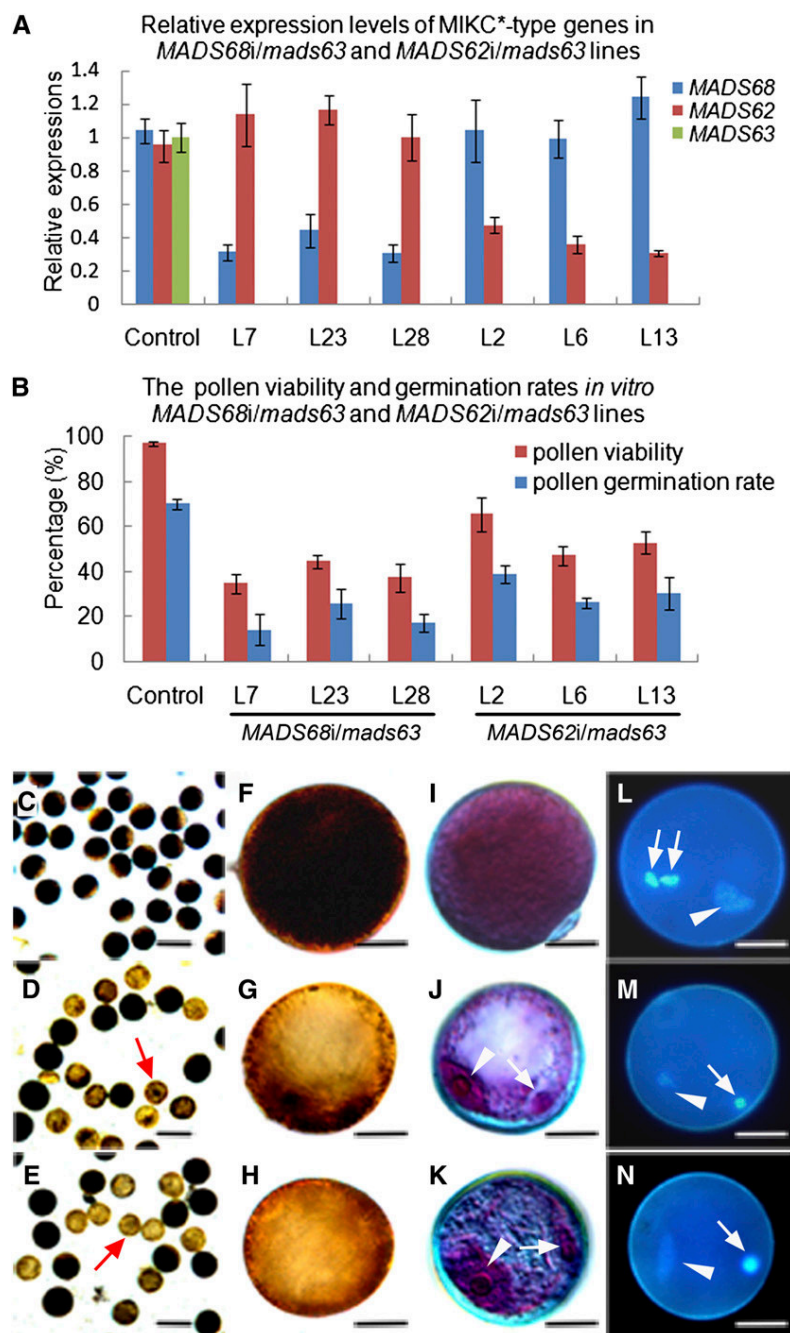 A
Relative expression levels of MIKC*-type genes in
MADS68i/mads63 and MADS62i/mads63 lines
Relative expressions
1.4
1.2
1
0.8
0.6
0.4
0.2
0
MADS68
MADS62
MADS63
Control L7 L23 L28 L2 L6 L13
B
The pollen viability and germination rates in vitro
MADS68i/mads63 and MADS62i/mads63 lines
Percentage (%)
100
80
60
40
20
0
pollen viability
pollen germination rate
Control L7 L23 L28 L2 L6 L13
MADS68i/mads63 MADS62i/mads63
C F I L
D G J M
E H K N